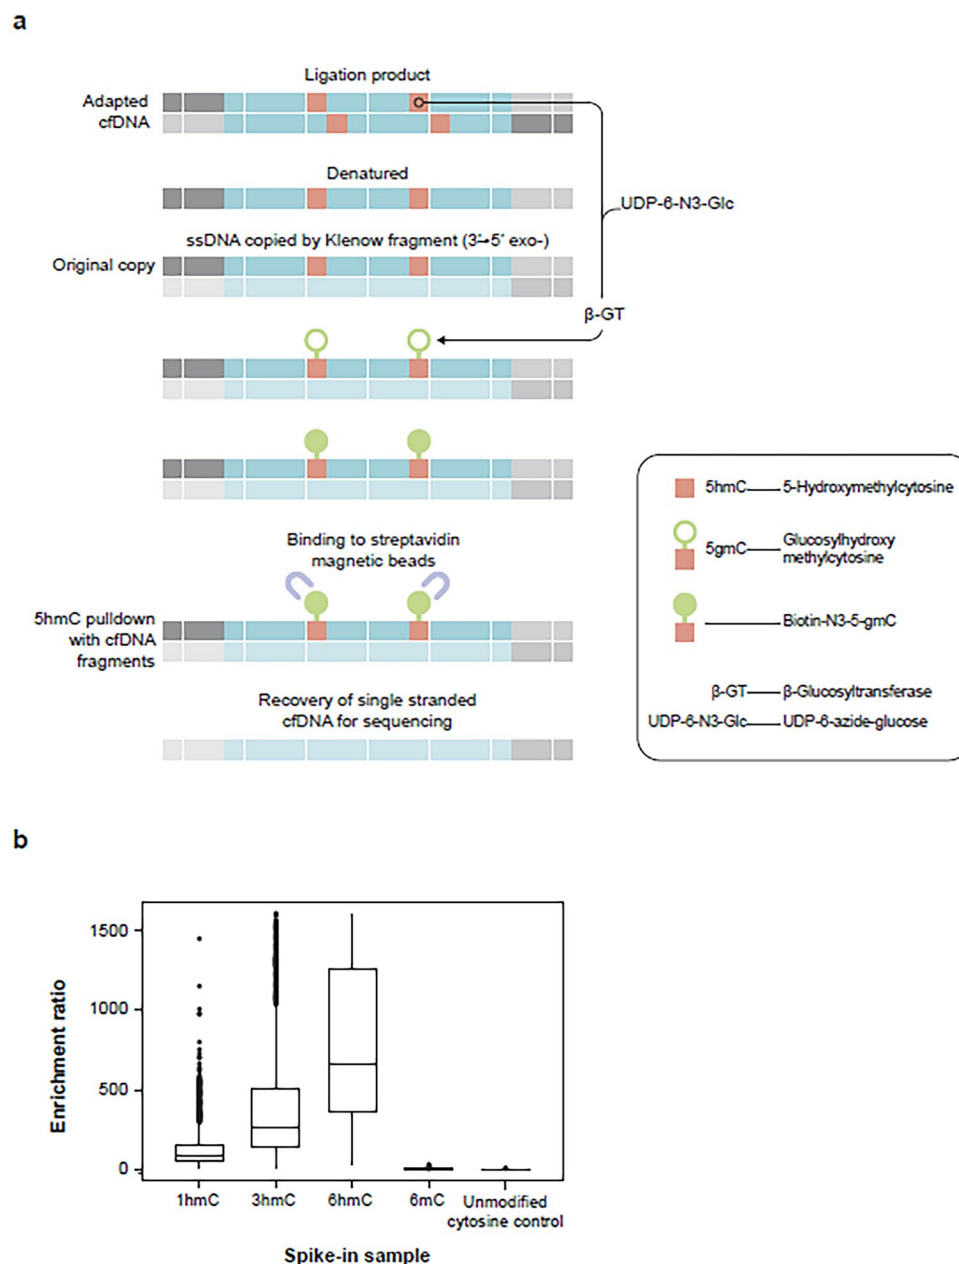 a
Ligation product
Adapted
cfDNA
Denatured
UDP-6-N3-Glc
ssDNA copied by Klenow fragment (3'→5' exo-)
Original copy
β-GT
Binding to streptavidin
magnetic beads
5hmC pulldown
with cfDNA
fragments
Recovery of single stranded
cfDNA for sequencing
5hmC 5-Hydroxymethylcytosine
5gmC Glucosylhydroxy
methylcytosine
Biotin-N3-5-gmC
β-GT β-Glucosyltransferase
UDP-6-N3-Glc UDP-6-azide-glucose
b
Enrichment ratio
1500
1000
500
0
1hmC 3hmC 6hmC 6mC Unmodified
cytosine control
Spike-in sample